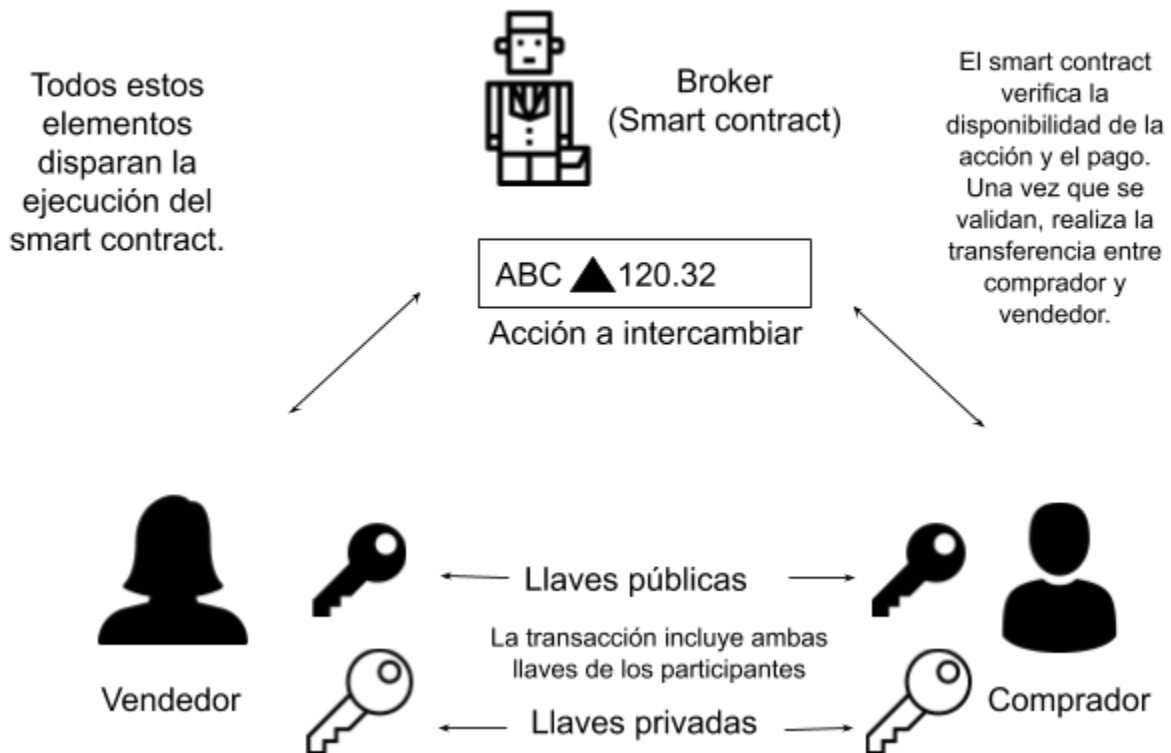 Todos estos
elementos
disparan la
ejecución del
smart contract.
Broker
(Smart contract)
El smart contract
verifica la
disponibilidad de la
acción y el pago.
Una vez que se
validan, realiza la
transferencia entre
comprador y
vendedor.
ABC ▲ 120.32
Acción a intercambiar
Llaves públicas
La transacción incluye ambas
llaves de los participantes
Vendedor
Llaves privadas
Comprador